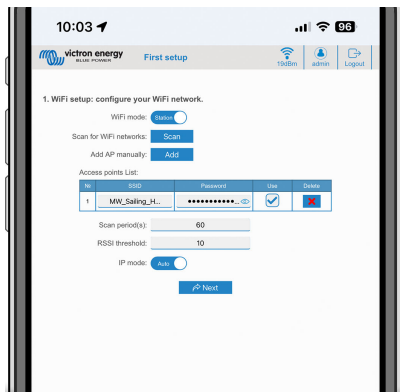 10:03
96
victron energy
BLUE POWER
First setup
19dBm
admin
Logout
1. WiFi setup: configure your WiFi network.
WiFi mode: Station
Scan for WiFi networks: Scan
Add AP manually: Add
Access points List:
Nr SSID Password Use Delete
1 MW_Sailing_H... ●●●●●●●●●●●... X
Scan period(s): 60
RSSI threshold: 10
IP mode: Auto
Next